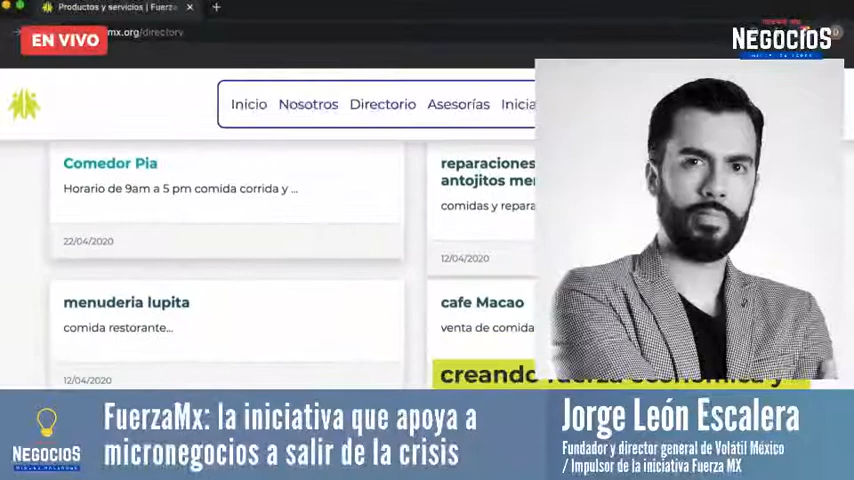 Productos y servicios | Fuerza
EN VIVO
mx.org/directory
NEGOCIOS
Inicio
Nosotros
Directorio
Asesorías
Inicia
Comedor Pia
Horario de 9am a 5 pm comida corrida y ...
22/04/2020
reparaciones
antojitos me
comidas y repara
12/04/2020
menuderia lupita
comida restorante...
12/04/2020
cafe Macao
venta de comida
creando fuerza económica y
NEGOCIOS
FuerzaMx: la iniciativa que apoya a
micronegocios a salir de la crisis
Jorge León Escalera
Fundador y director general de Volátil México
/ Impulsor de la iniciativa Fuerza MX